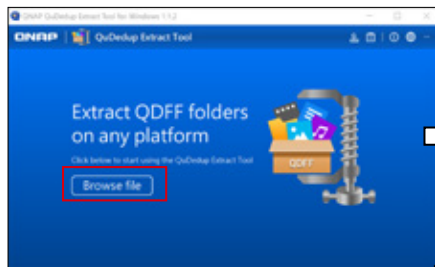 QNAP QuDedup Extract Tool for Windows 1.1.2
QNAP | QuDedup Extract Tool
Extract QDFF folders
on any platform
Click below to start using the QuDedup Extract Tool
Browse file
QDFF